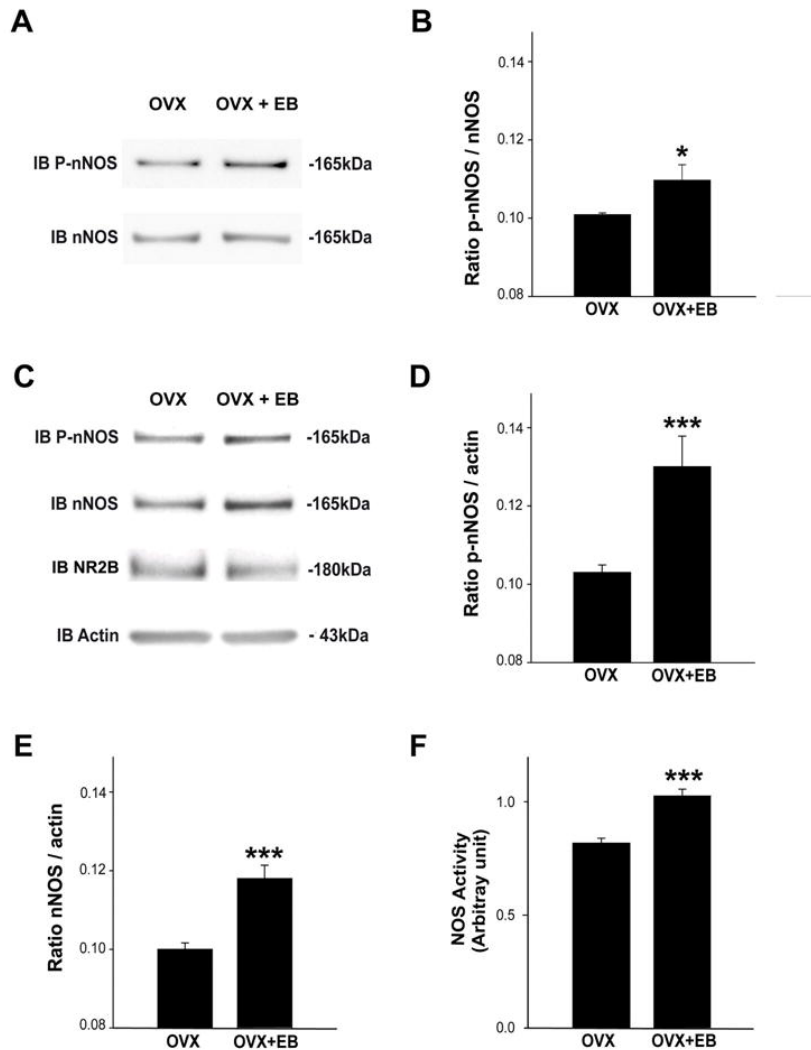 A
OVX OVX + EB
IB P-nNOS -165kDa
IB nNOS -165kDa
B
Ratio p-nNOS / nNOS
0.14
0.12
0.10
0.08
*
OVX OVX+EB
C
OVX OVX + EB
IB P-nNOS -165kDa
IB nNOS -165kDa
IB NR2B -180kDa
IB Actin - 43kDa
D
Ratio p-nNOS / actin
0.14
0.12
0.10
0.08
***
OVX OVX+EB
E
Ratio nNOS / actin
0.14
0.12
0.10
0.08
***
OVX OVX+EB
F
NOS Activity
(Arbitray unit)
1.0
0.5
0.0
***
OVX OVX+EB